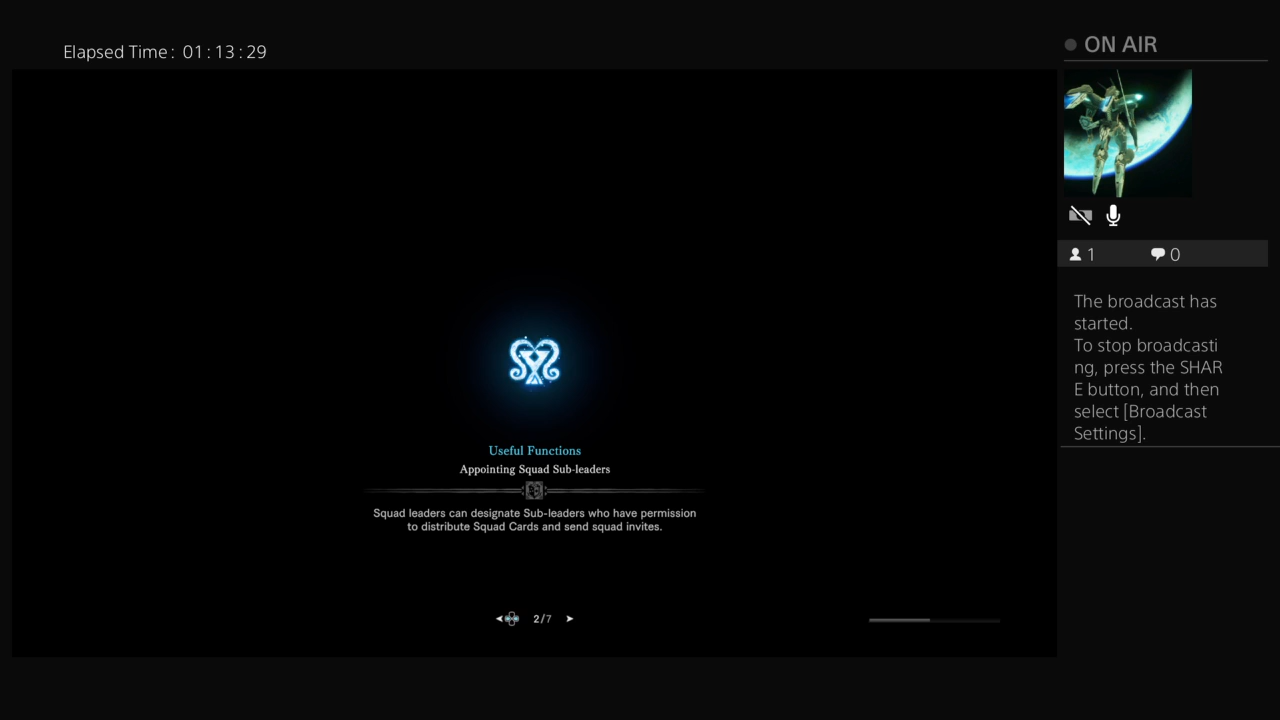 Elapsed Time: 01:13:29
ON AIR
1
0
The broadcast has
started.
To stop broadcasti
ng, press the SHAR
E button, and then
select [Broadcast
Settings].
Useful Functions
Appointing Squad Sub-leaders
Squad leaders can designate Sub-leaders who have permission
to distribute Squad Cards and send squad invites.
2/7